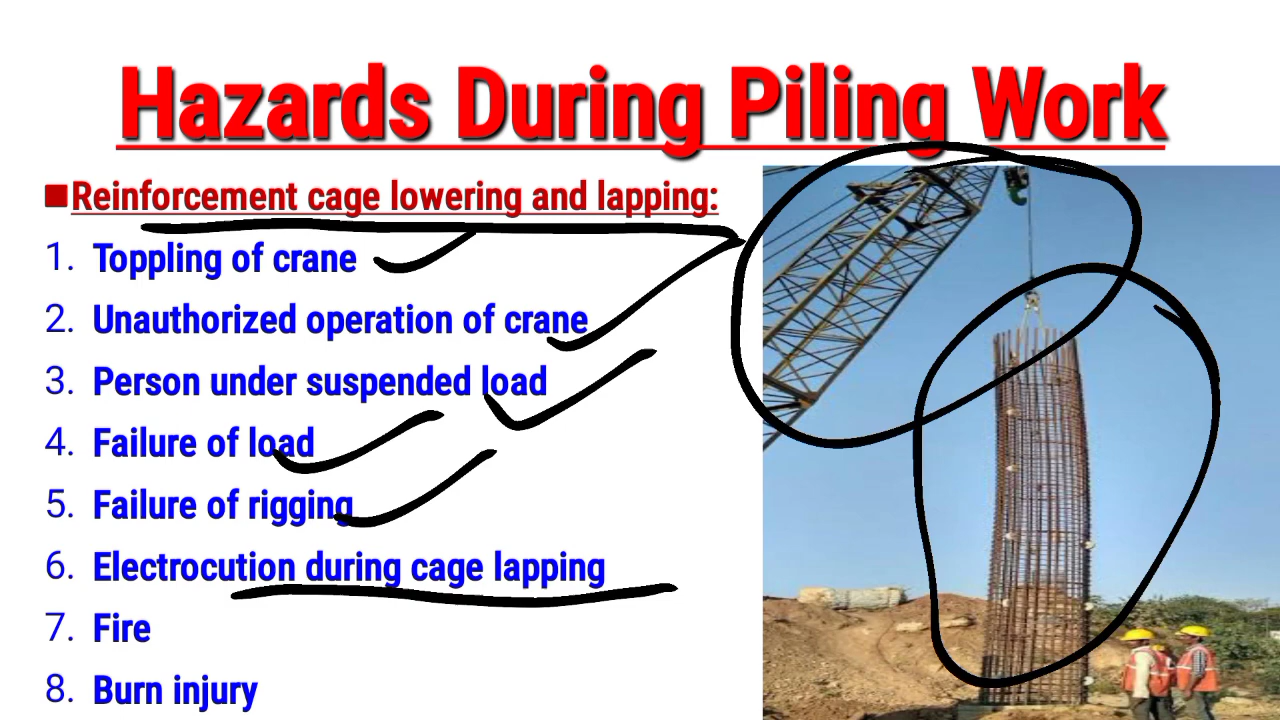 Hazards During Piling Work
■Reinforcement cage lowering and lapping:
1. Toppling of crane
2. Unauthorized operation of crane
3. Person under suspended load
4. Failure of load
5. Failure of rigging
6. Electrocution during cage lapping
7. Fire
8. Burn injury